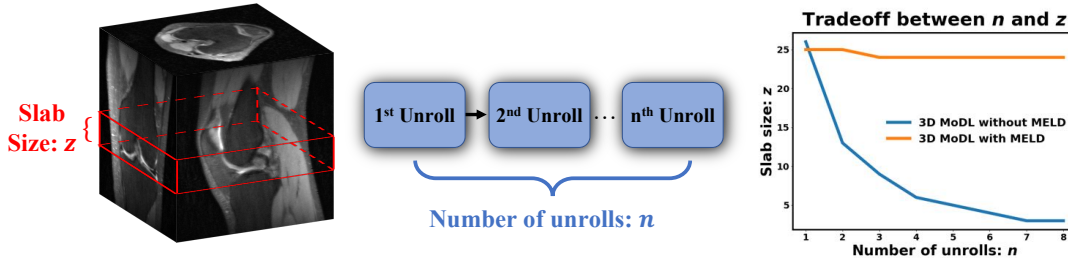 Slab
Size: z
1st Unroll
2nd Unroll
...
nth Unroll
Number of unrolls: n
Tradeoff between n and z
Slab size: z
25
20
15
10
5
3D MoDL without MELD
3D MoDL with MELD
1 2 3 4 5 6 7 8
Number of unrolls: n